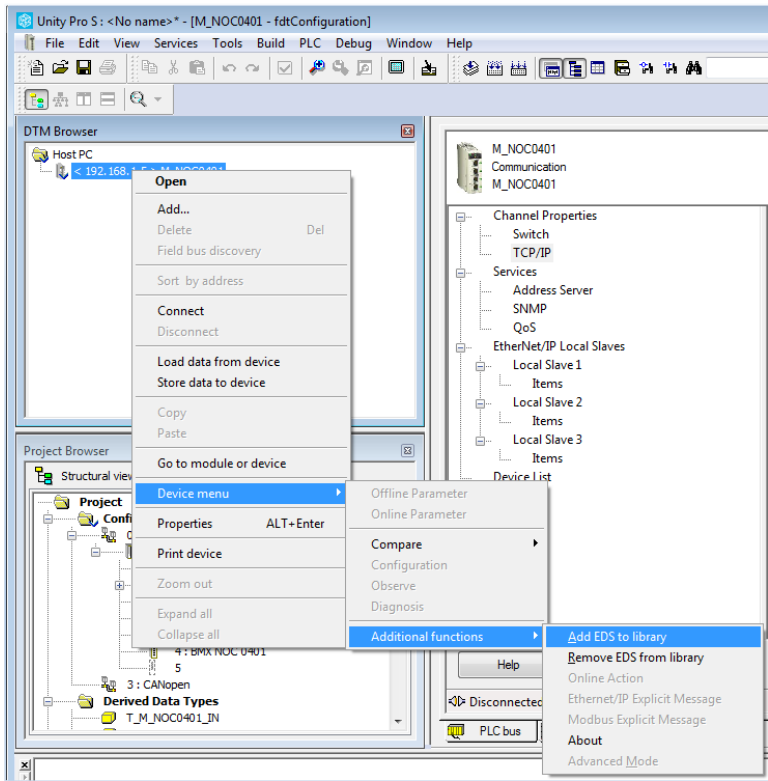 Unity Pro S : <No name>* - [M_NOC0401 - fdtConfiguration]
File Edit View Services Tools Build PLC Debug Window Help
DTM Browser
Host PC
< 192.168.1.5 > M_NOC0401
Open
Add...
Delete Del
Field bus discovery
Sort by address
Connect
Disconnect
Load data from device
Store data to device
Copy
Paste
Go to module or device
Device menu
Properties ALT+Enter
Print device
Zoom out
Expand all
Collapse all
Offline Parameter
Online Parameter
Compare
Configuration
Observe
Diagnosis
Additional functions
Add EDS to library
Remove EDS from library
Online Action
Ethernet/IP Explicit Message
Modbus Explicit Message
About
Advanced Mode
M_NOC0401
Communication
M_NOC0401
Channel Properties
Switch
TCP/IP
Services
Address Server
SNMP
QoS
EtherNet/IP Local Slaves
Local Slave 1
Items
Local Slave 2
Items
Local Slave 3
Items
Device List
Help
Disconnected
PLC bus
Project Browser
Structural view
Project
Confi
0
4 : BMX NOC 0401
5
3 : CANopen
Derived Data Types
T_M_NOC0401_IN